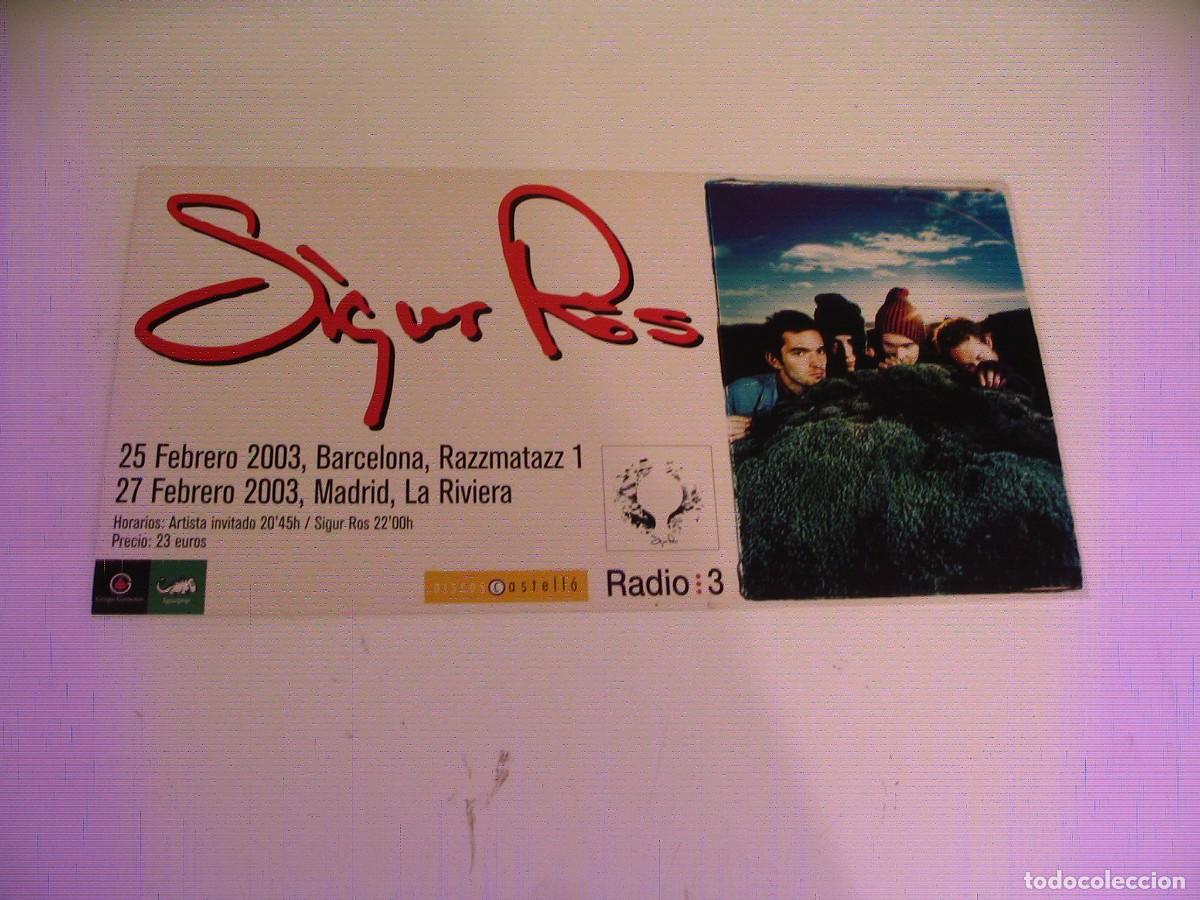 Sigur Rós
25 Febrero 2003, Barcelona, Razzmatazz 1
27 Febrero 2003, Madrid, La Riviera
Horarios: Artista invitado 20'45h / Sigur Ros 22'00h
Precio: 23 euros
discos Castelló
Radio 3
todocoleccion